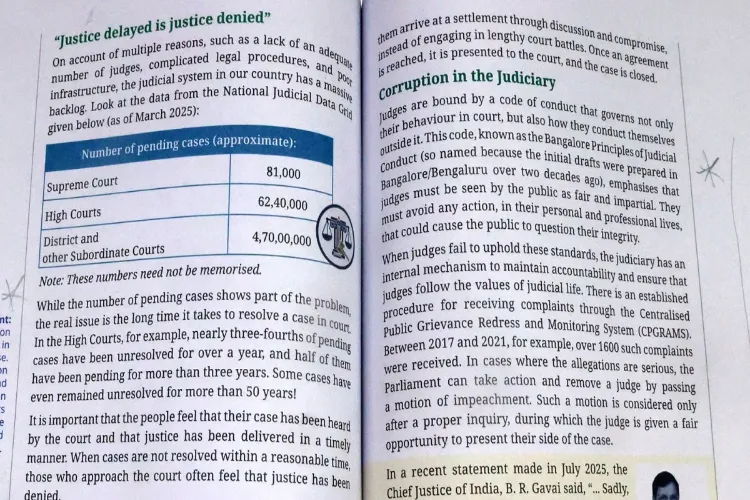 "Justice delayed is justice denied"
On account of multiple reasons, such as a lack of an adequate
number of judges, complicated legal procedures, and poor
infrastructure, the judicial system in our country has a massive
backlog. Look at the data from the National Judicial Data Grid
given below (as of March 2025):
Number of pending cases (approximate):
Supreme Court 81,000
High Courts 62,40,000
District and
other Subordinate Courts 4,70,00,000
Note: These numbers need not be memorised.
While the number of pending cases shows part of the problem,
the real issue is the long time it takes to resolve a case in court.
In the High Courts, for example, nearly three-fourths of pending
cases have been unresolved for over a year, and half of them
have been pending for more than three years. Some cases have
even remained unresolved for more than 50 years!
It is important that the people feel that their case has been heard
by the court and that justice has been delivered in a timely
manner. When cases are not resolved within a reasonable time,
those who approach the court often feel that justice has been
denied.
them arrive at a settlement through discussion and compromise,
instead of engaging in lengthy court battles. Once an agreement
is reached, it is presented to the court, and the case is closed.
Corruption in the Judiciary
Judges are bound by a code of conduct that governs not only
their behaviour in court, but also how they conduct themselves
outside it. This code, known as the Bangalore Principles of Judicial
Conduct (so named because the initial drafts were prepared in
Bangalore/Bengaluru over two decades ago), emphasises that
judges must be seen by the public as fair and impartial. They
must avoid any action, in their personal and professional lives,
that could cause the public to question their integrity.
When judges fail to uphold these standards, the judiciary has an
internal mechanism to maintain accountability and ensure that
judges follow the values of judicial life. There is an established
procedure for receiving complaints through the Centralised
Public Grievance Redress and Monitoring System (CPGRAMS).
Between 2017 and 2021, for example, over 1600 such complaints
were received. In cases where the allegations are serious, the
Parliament can take action and remove a judge by passing
a motion of impeachment. Such a motion is considered only
after a proper inquiry, during which the judge is given a fair
opportunity to present their side of the case.
In a recent statement made in July 2025, the
Chief Justice of India, B. R. Gavai said, "... Sadly,